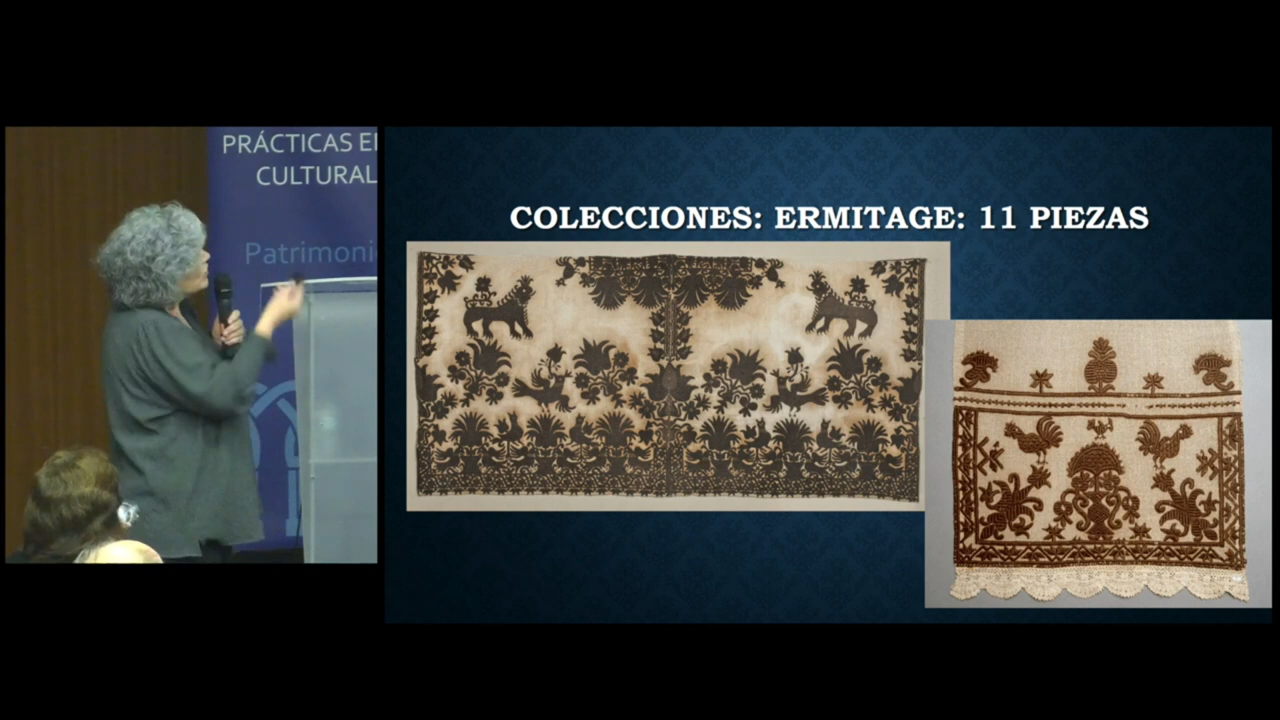 PRÁCTICAS E
CULTURAL
Patrimoni
COLECCIONES: ERMITAGE: 11 PIEZAS